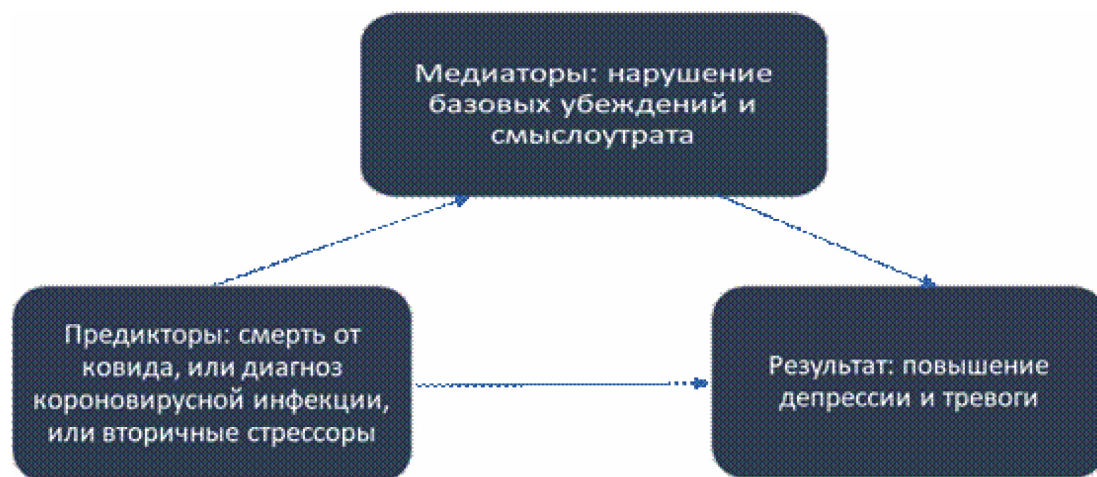 Медиаторы: нарушение
базовых убеждений и
смыслоутрата
Предикторы: смерть от
ковида, или диагноз
короновирусной инфекции,
или вторичные стрессоры
Результат: повышение
депрессии и тревоги